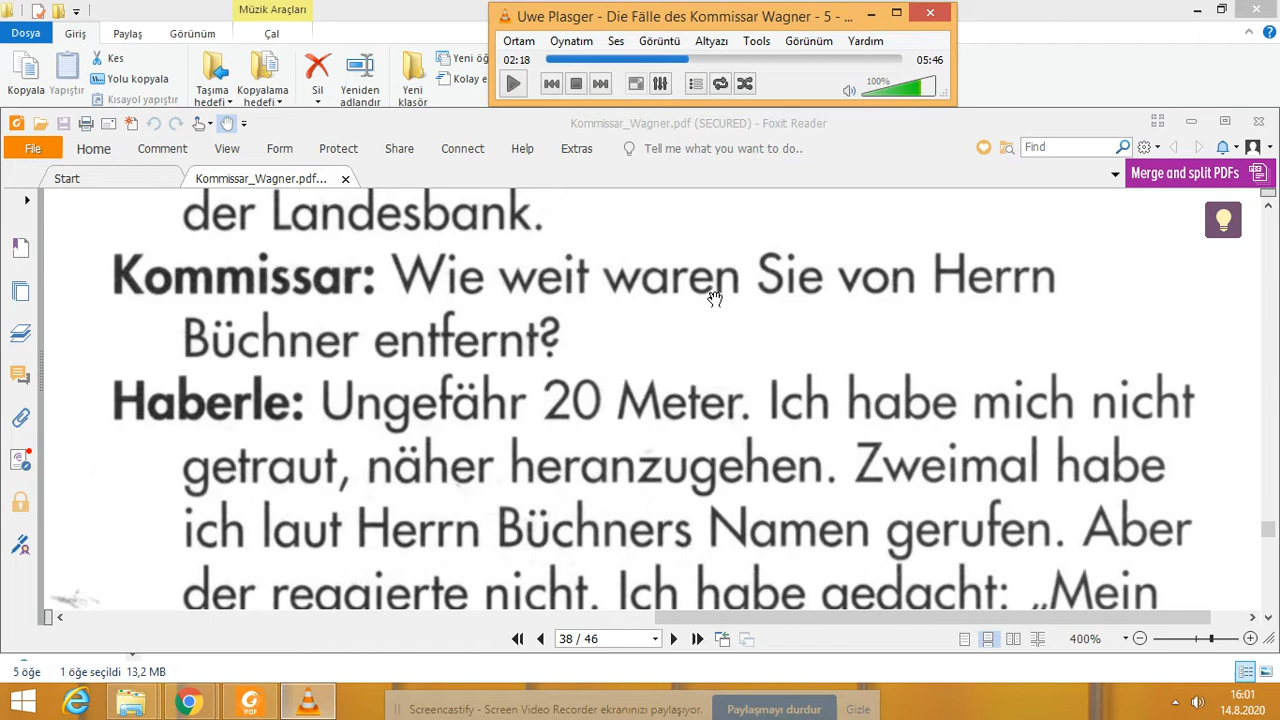 Müzik Araçları
Uwe Plasger - Die Fälle des Kommissar Wagner - 5 - ...
Dosya Giriş Paylaş Görünüm Çal
Ortam Oynatım Ses Görüntü Altyazı Tools Görünüm Yardım
02:18 05:46
Kopyala Yapıştır
Kes
Yolu kopyala
Kısayol yapıştır
Taşıma hedefi
Kopyalama hedefi
Sil
Yeniden adlandır
Yeni klasör
Yeni öğ
Kolay e
100%
Kommissar_Wagner.pdf (SECURED) - Foxit Reader
File Home Comment View Form Protect Share Connect Help Extras Tell me what you want to do.. Find
Start Kommissar_Wagner.pdf... Merge and split PDFs
der Landesbank.
Kommissar: Wie weit waren Sie von Herrn
Büchner entfernt?
Haberle: Ungefähr 20 Meter. Ich habe mich nicht
getraut, näher heranzugehen. Zweimal habe
ich laut Herrn Büchners Namen gerufen. Aber
der reagierte nicht. Ich habe gedacht: „Mein
38 / 46 400%
5 öğe 1 öğe seçildi 13,2 MB
PDF
Screencastify - Screen Video Recorder ekranınızı paylaşıyor. Paylaşmayı durdur Gizle
16:01
14.8.2020